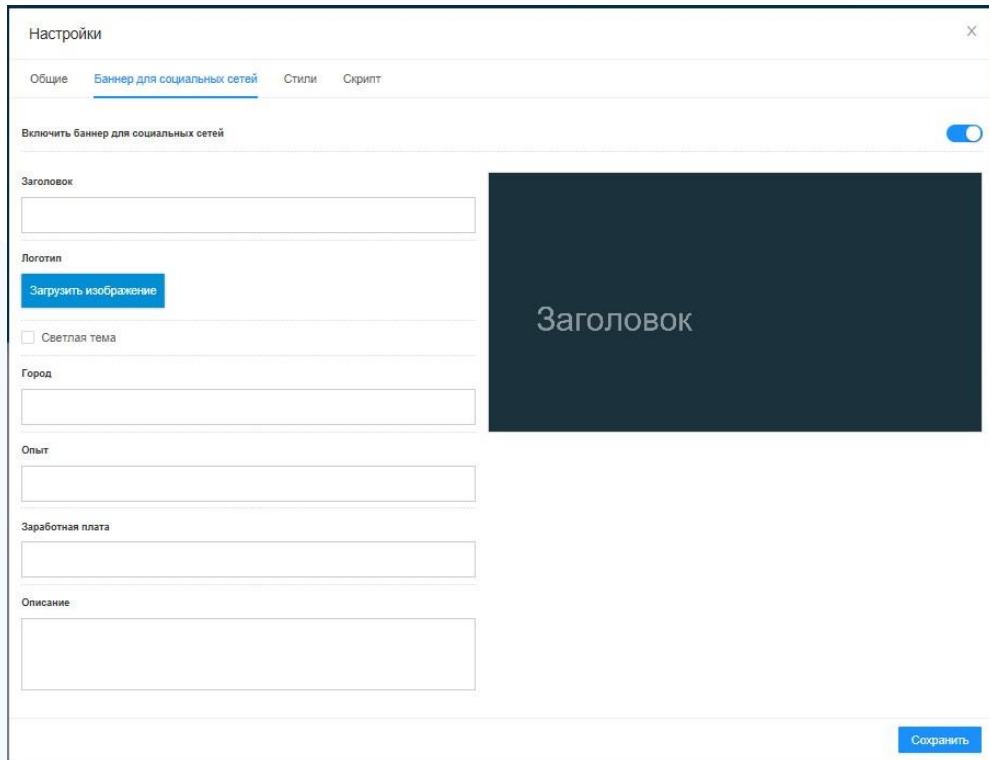 Настройки
Общие Баннер для социальных сетей Стили Скрипт
Включить баннер для социальных сетей
Заголовок
Логотип
Загрузить изображение
Заголовок
Светлая тема
Город
Опыт
Заработная плата
Описание
Сохранить